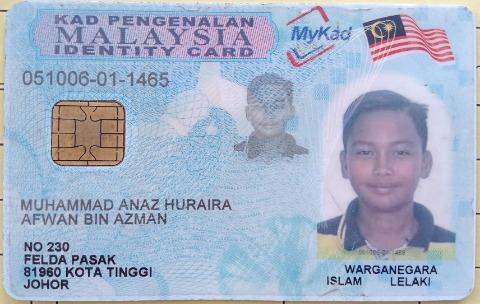 KAD PENGENALAN
MALAYSIA
IDENTITY CARD
MyKad
051006-01-1465
MUHAMMAD ANAZ HURAIRA
AFWAN BIN AZMAN
NO 230
FELDA PASAK
81960 KOTA TINGGI
JOHOR
WARGANEGARA
ISLAM LELAKI